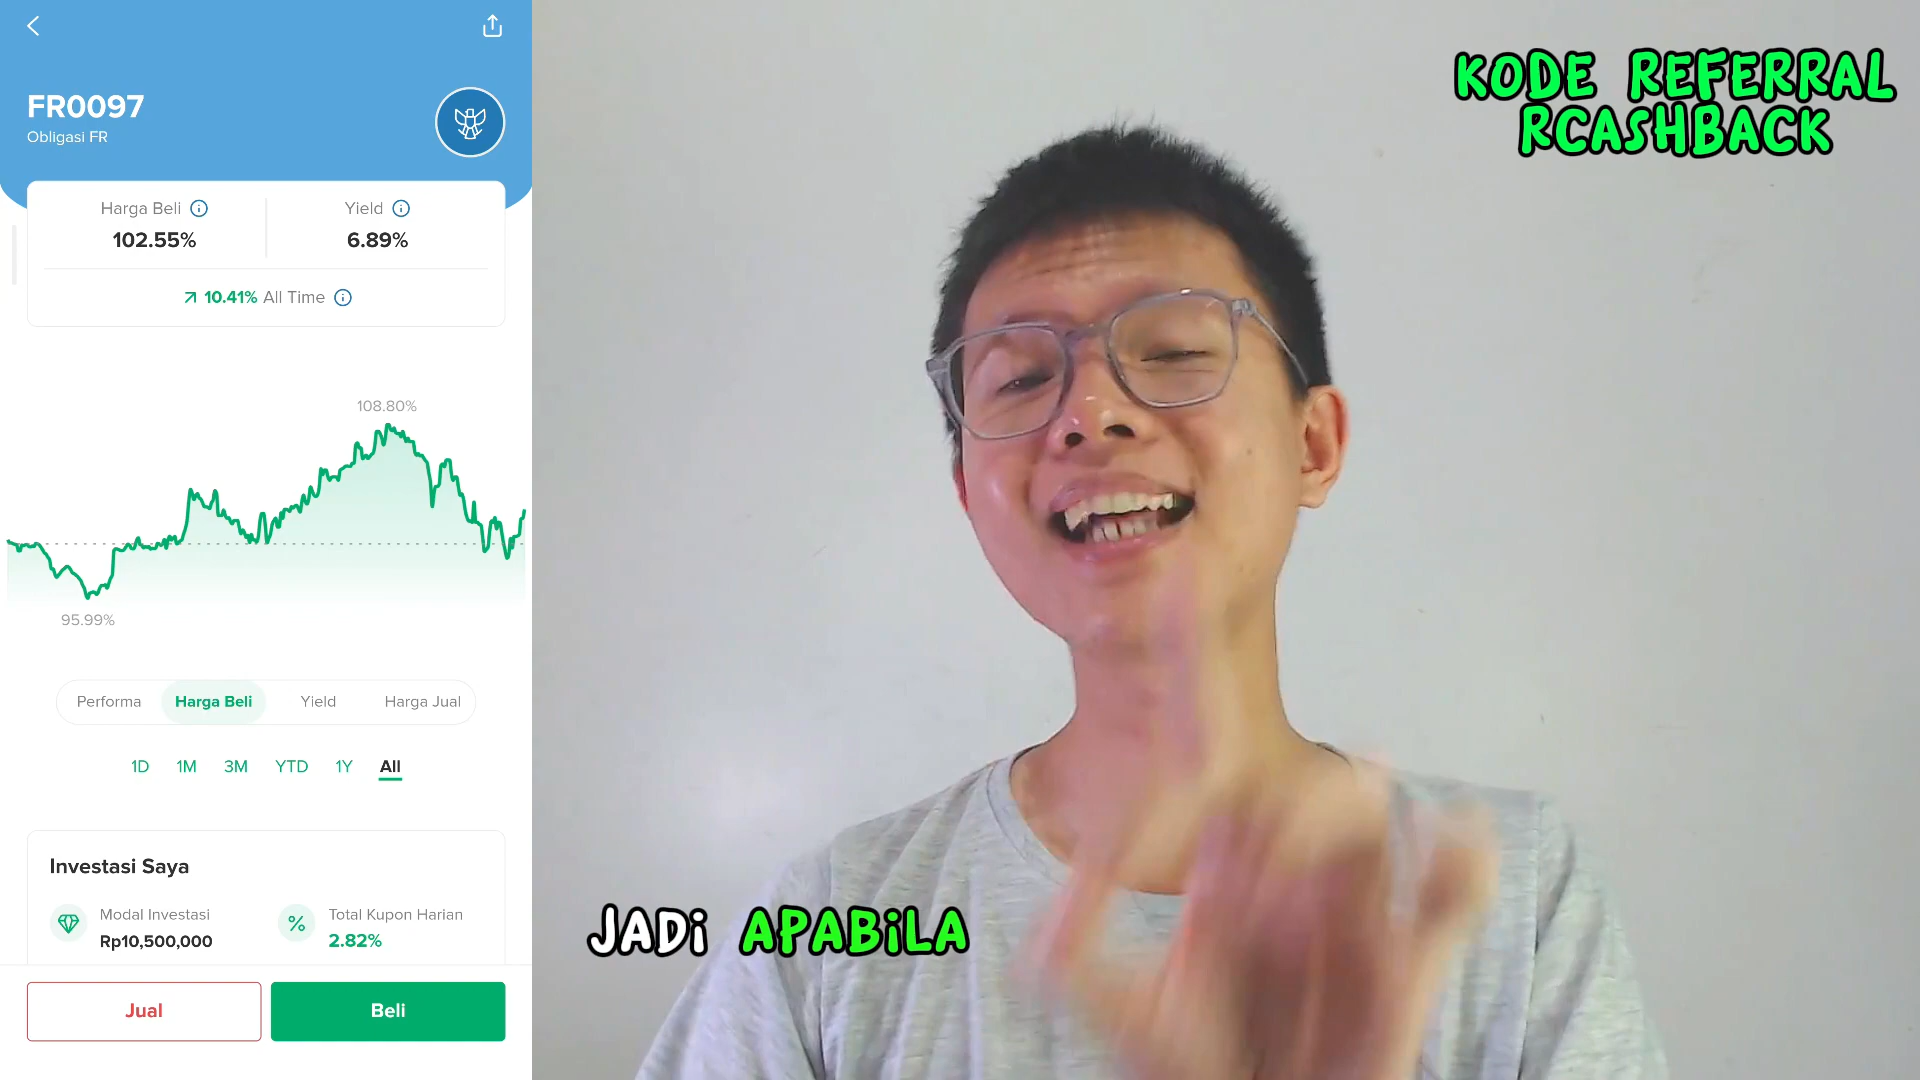 FR0097
Obligasi FR
Harga Beli
Yield
102.55%
6.89%
10.41% All Time
108.80%
95.99%
Performa
Harga Beli
Yield
Harga Jual
1D
1M
3M
YTD
1Y
All
Investasi Saya
Modal Investasi
Rp10,500,000
Total Kupon Harian
2.82%
Jual
Beli
KODE REFERRAL
RCASHBACK
JADi APABiLA